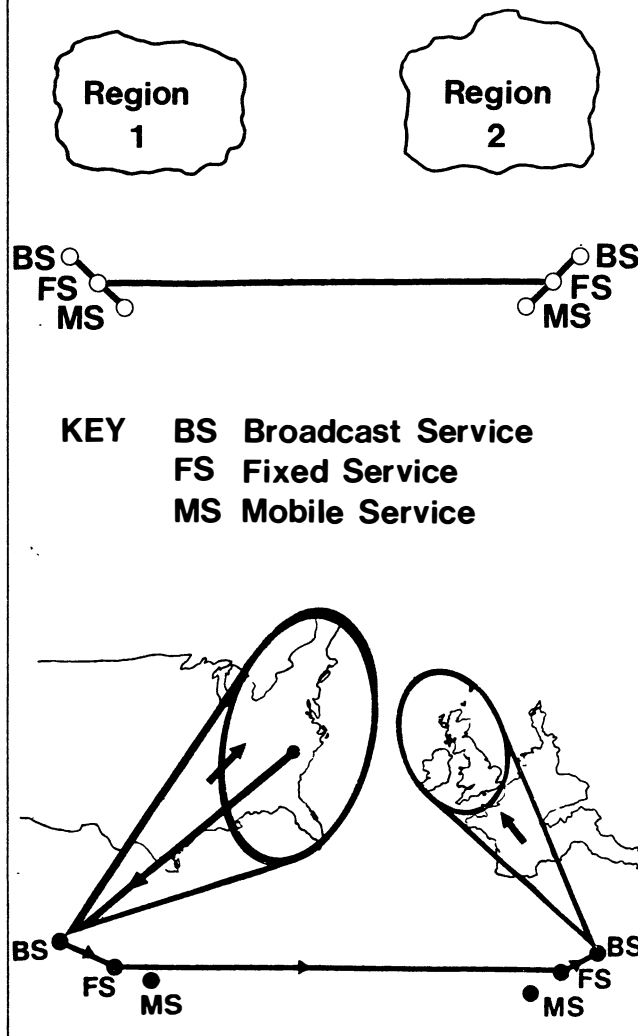 Region
1
Region
2
BS
FS
MS
BS
FS
MS
KEY BS Broadcast Service
FS Fixed Service
MS Mobile Service
BS
FS
MS
BS
FS
MS